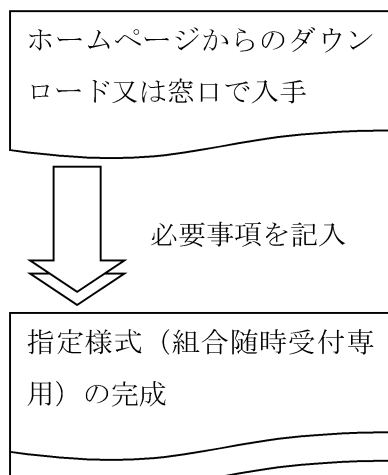 ホームページからのダウン
ロード又は窓口で入手
必要事項を記入
指定様式（組合随時受付専
用）の完成